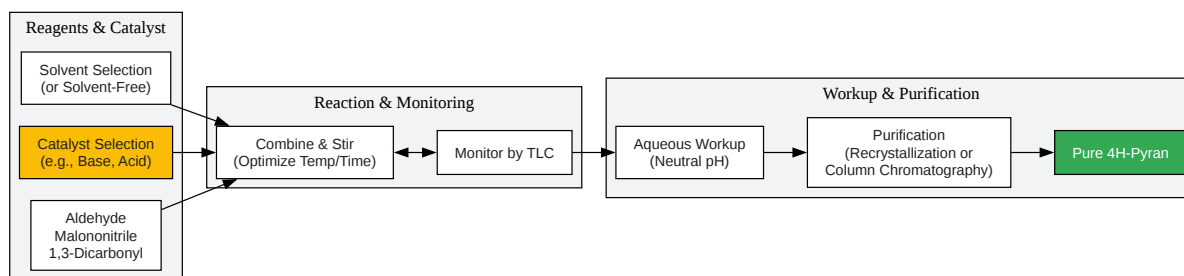 Reagents & Catalyst
Solvent Selection
(or Solvent-Free)
Catalyst Selection
(e.g., Base, Acid)
Aldehyde
Malononitrile
1,3-Dicarbonyl
Reaction & Monitoring
Combine & Stir
(Optimize Temp/Time)
Monitor by TLC
Workup & Purification
Aqueous Workup
(Neutral pH)
Purification
(Recrystallization or
Column Chromatography)
Pure 4H-Pyran